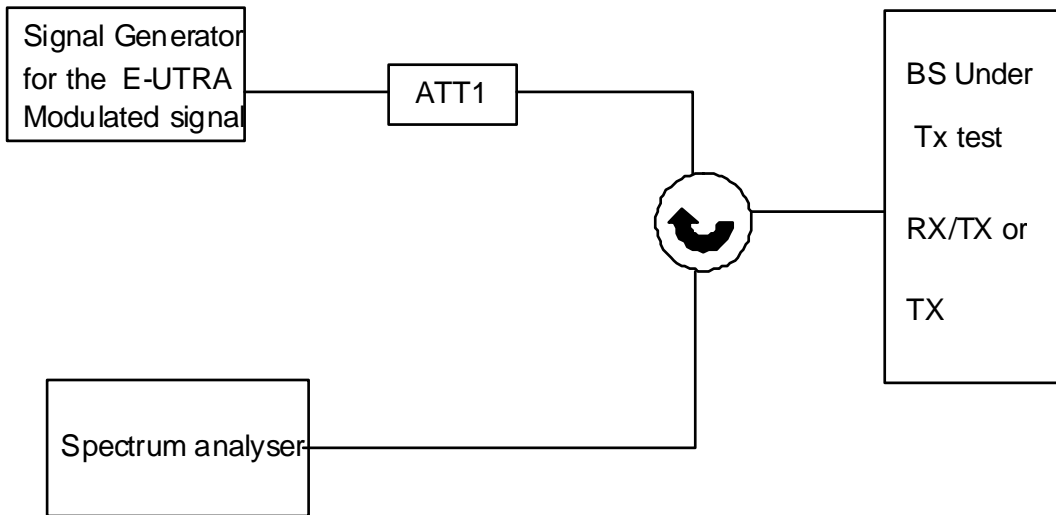 Signal Generator
for the E-UTRA
Modulated signal
ATT1
BS Under
Tx test
RX/TX or
TX
Spectrum analyser